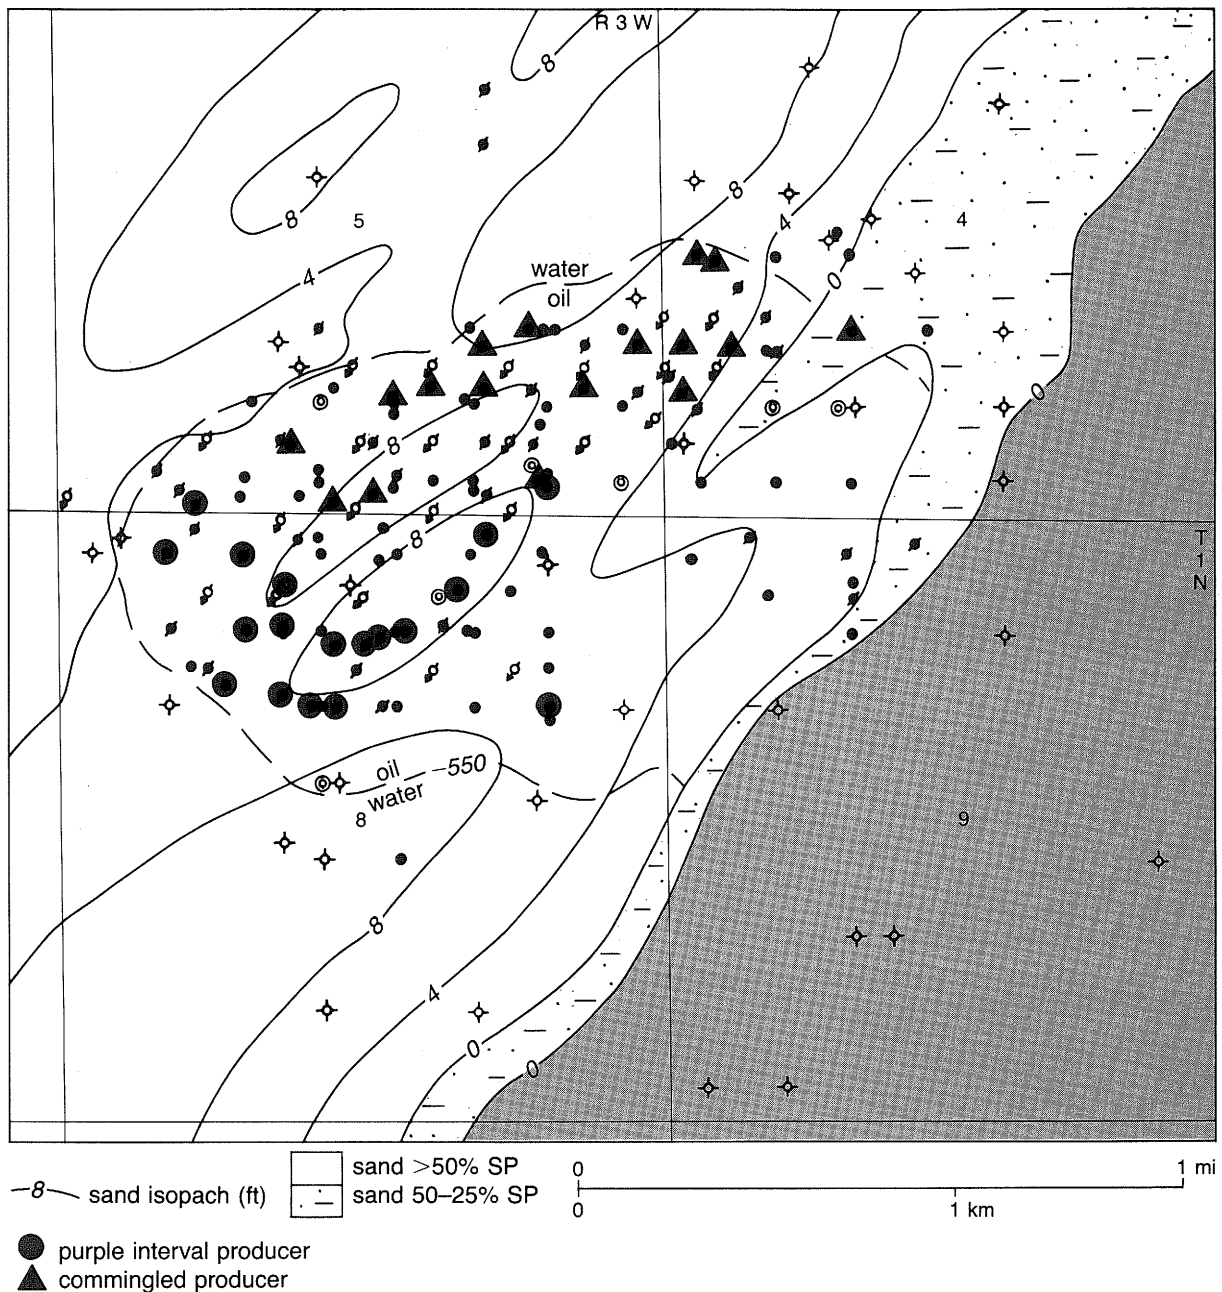 R 3 W
8
8
5
8
4
4
4
water
oil
0
0
8
8
T
1
N
oil −550
water
8
9
8
4
0
0
−8− sand isopach (ft)
sand >50% SP
sand 50–25% SP
0 1 mi
0 1 km
purple interval producer
commingled producer